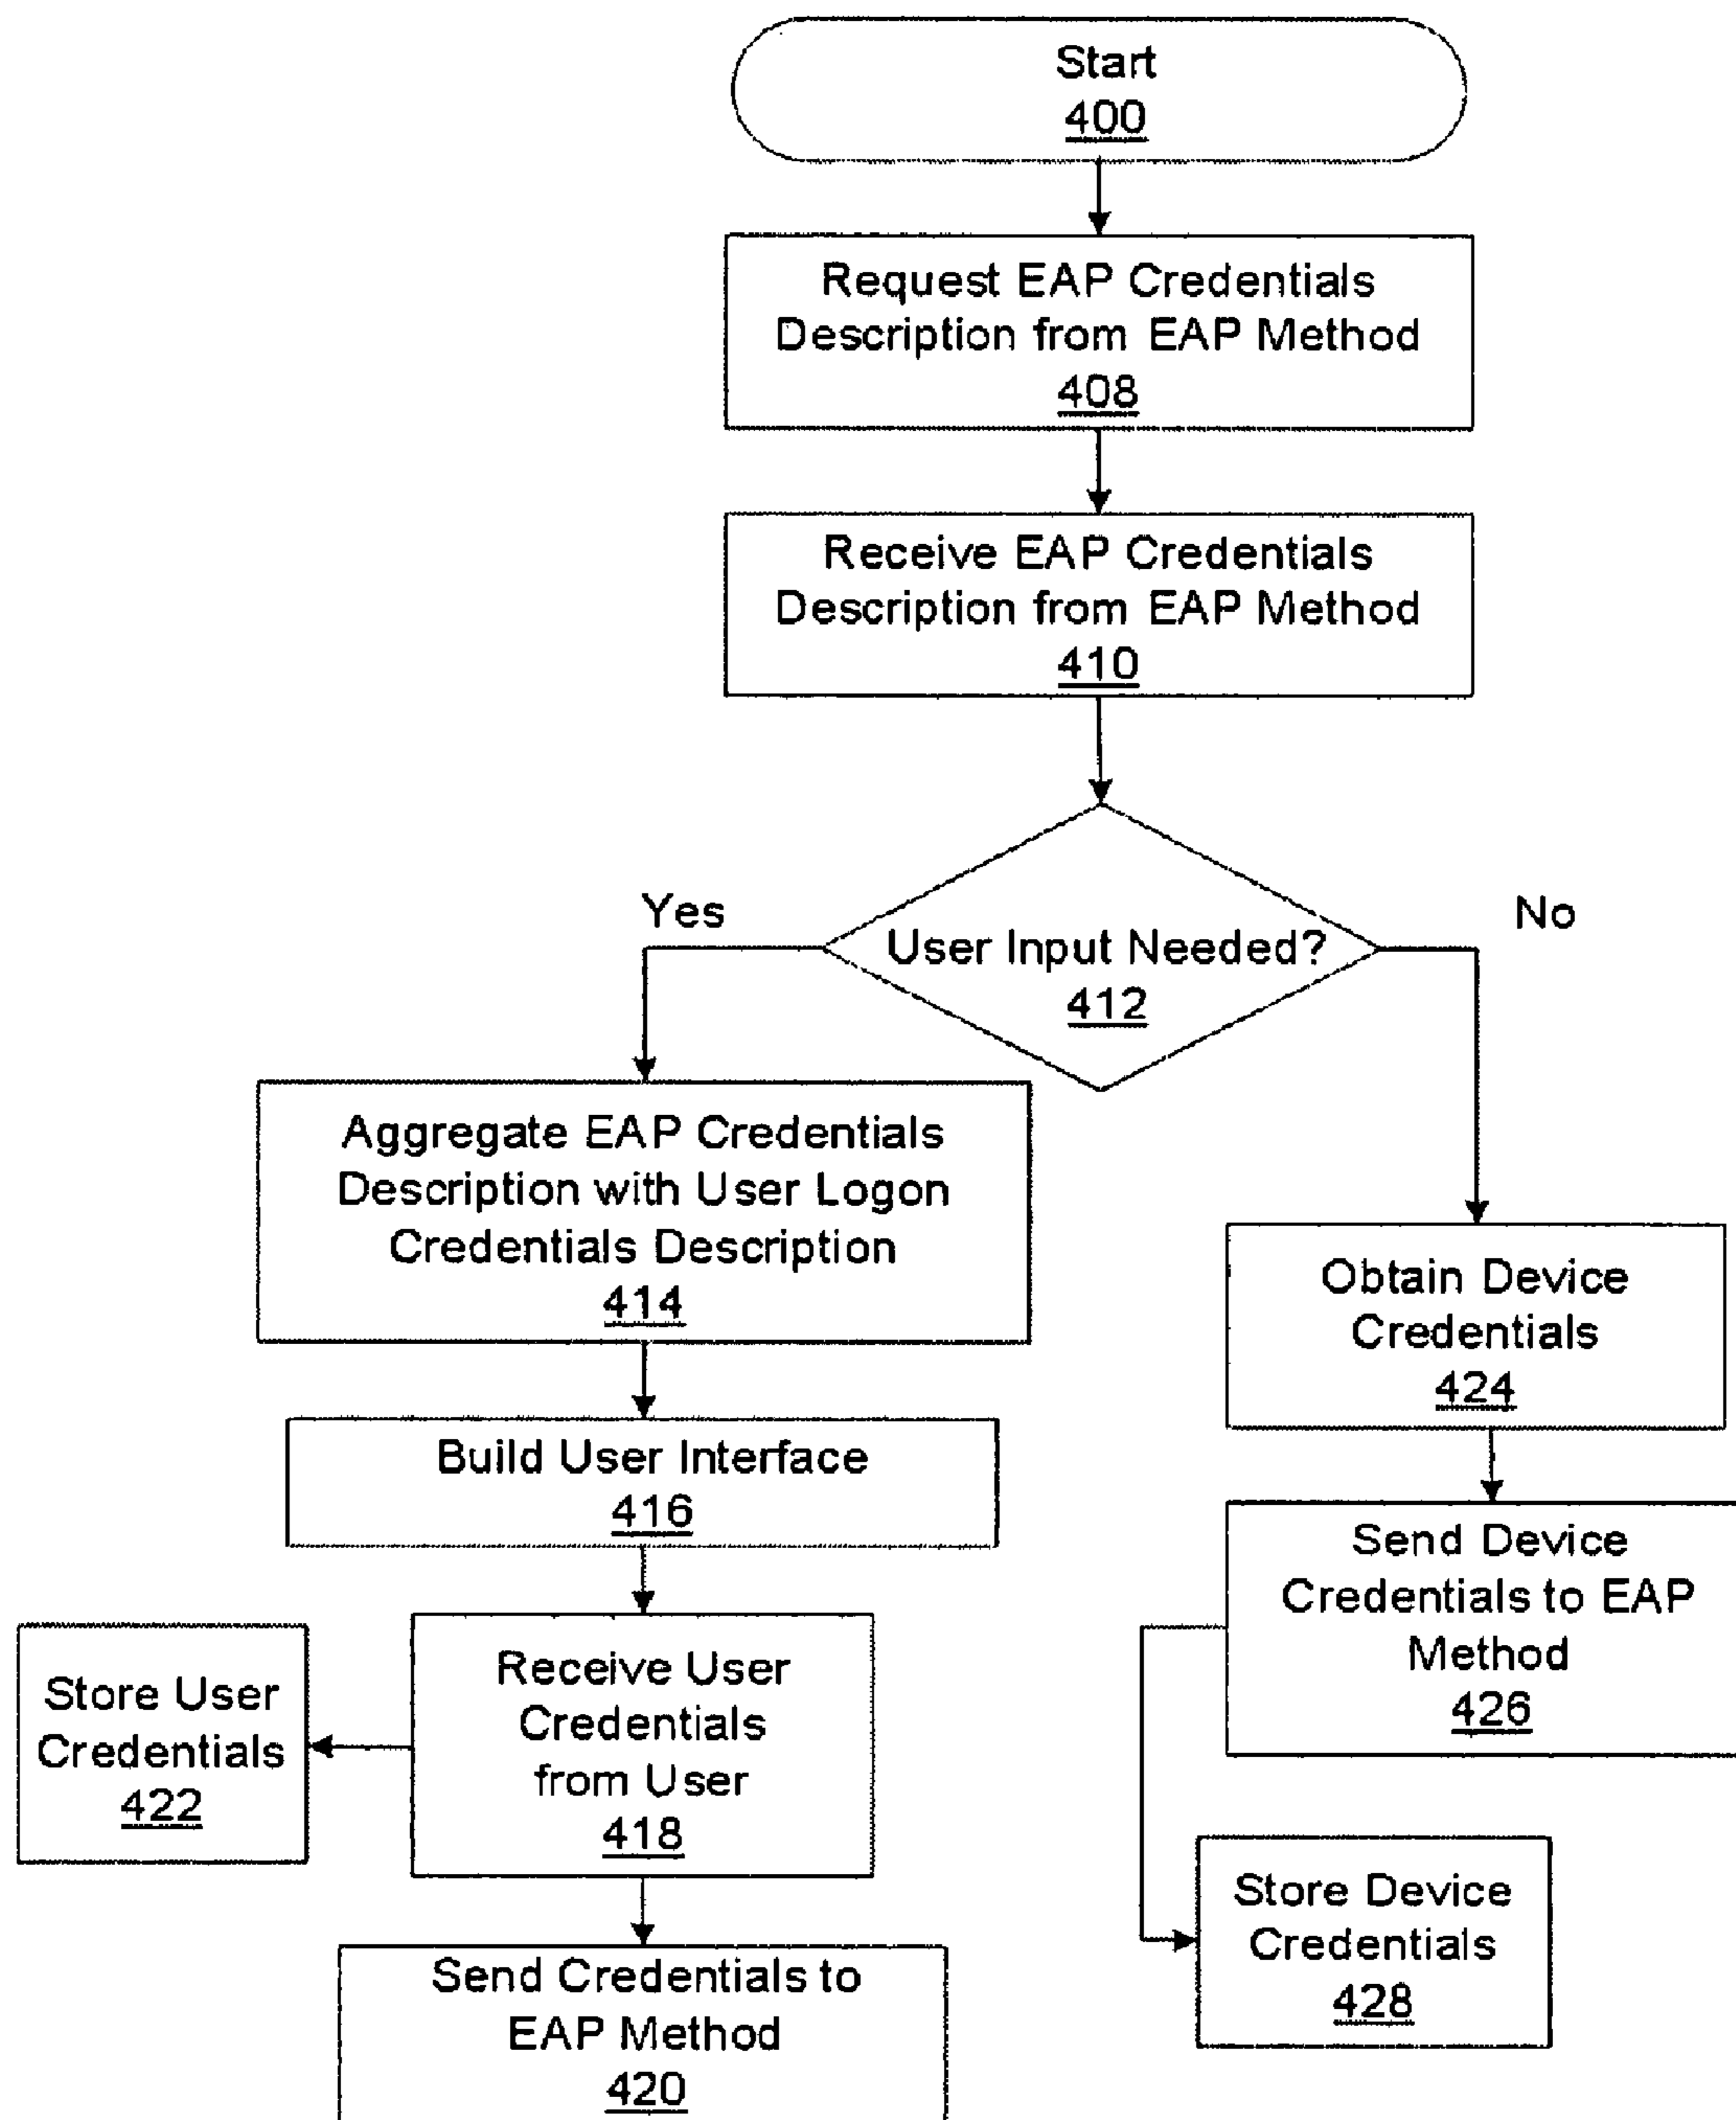 Start
400
Request EAP Credentials
Description from EAP Method
408
Receive EAP Credentials
Description from EAP Method
410
Yes
No
User Input Needed?
412
Aggregate EAP Credentials
Description with User Logon
Credentials Description
414
Obtain Device
Credentials
424
Build User Interface
416
Send Device
Credentials to EAP
Method
426
Store User
Credentials
422
Receive User
Credentials
from User
418
Store Device
Credentials
428
Send Credentials to
EAP Method
420